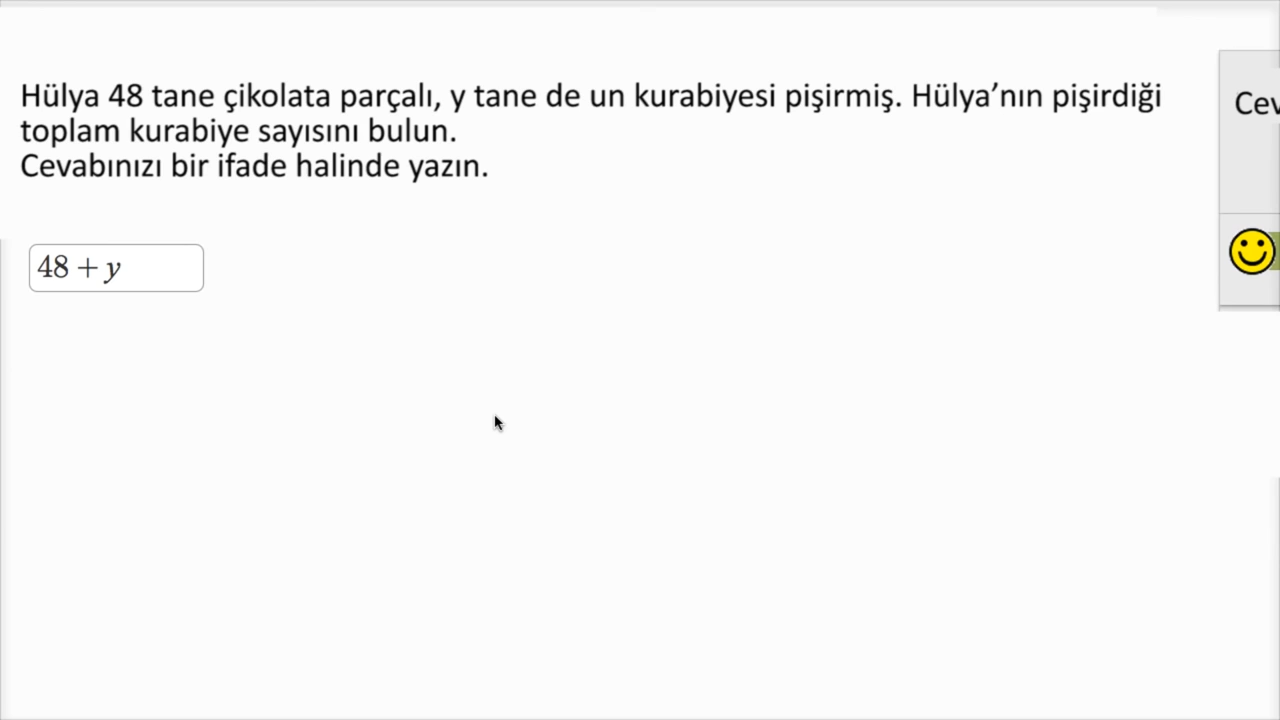 Hülya 48 tane çikolata parçalı, y tane de un kurabiyesi pişirmiş. Hülya’nın pişirdiği
toplam kurabiye sayısını bulun.
Cevabınızı bir ifade halinde yazın.
48 + y